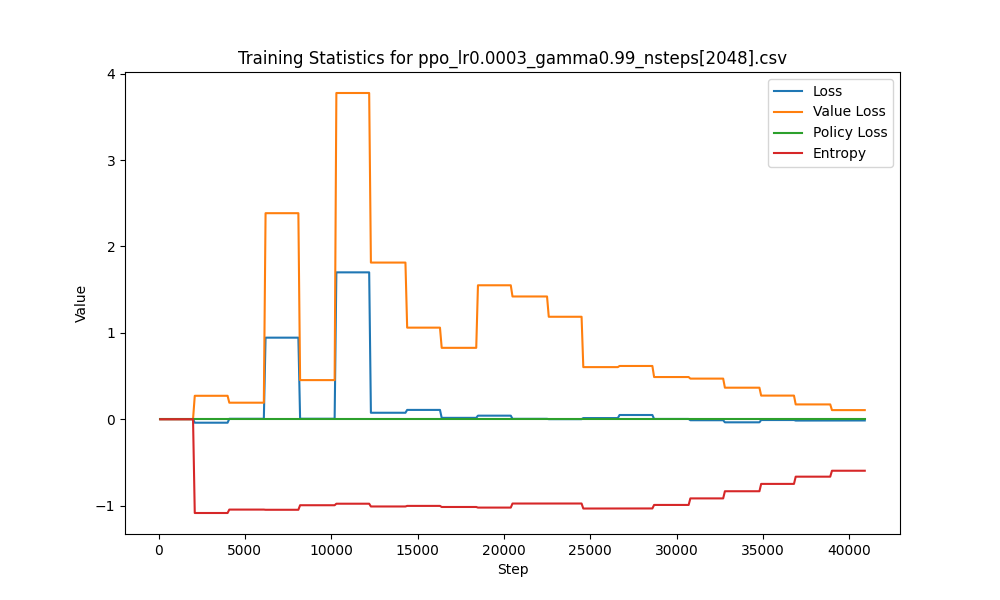 Training Statistics for ppo_lr0.0003_gamma0.99_nsteps[2048].csv
Loss
Value Loss
Policy Loss
Entropy
Value
4
3
2
1
0
−1
0 5000 10000 15000 20000 25000 30000 35000 40000
Step